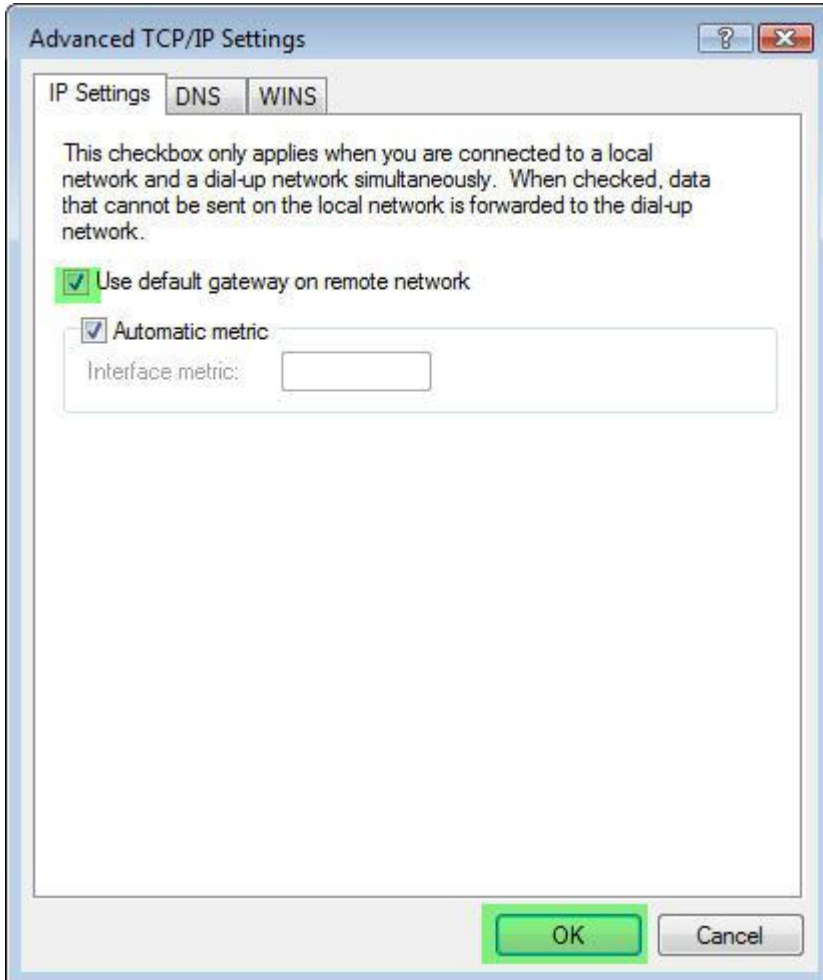 Advanced TCP/IP Settings
IP Settings DNS WINS
This checkbox only applies when you are connected to a local
network and a dial-up network simultaneously. When checked, data
that cannot be sent on the local network is forwarded to the dial-up
network.
Use default gateway on remote network
Automatic metric
Interface metric:
OK Cancel